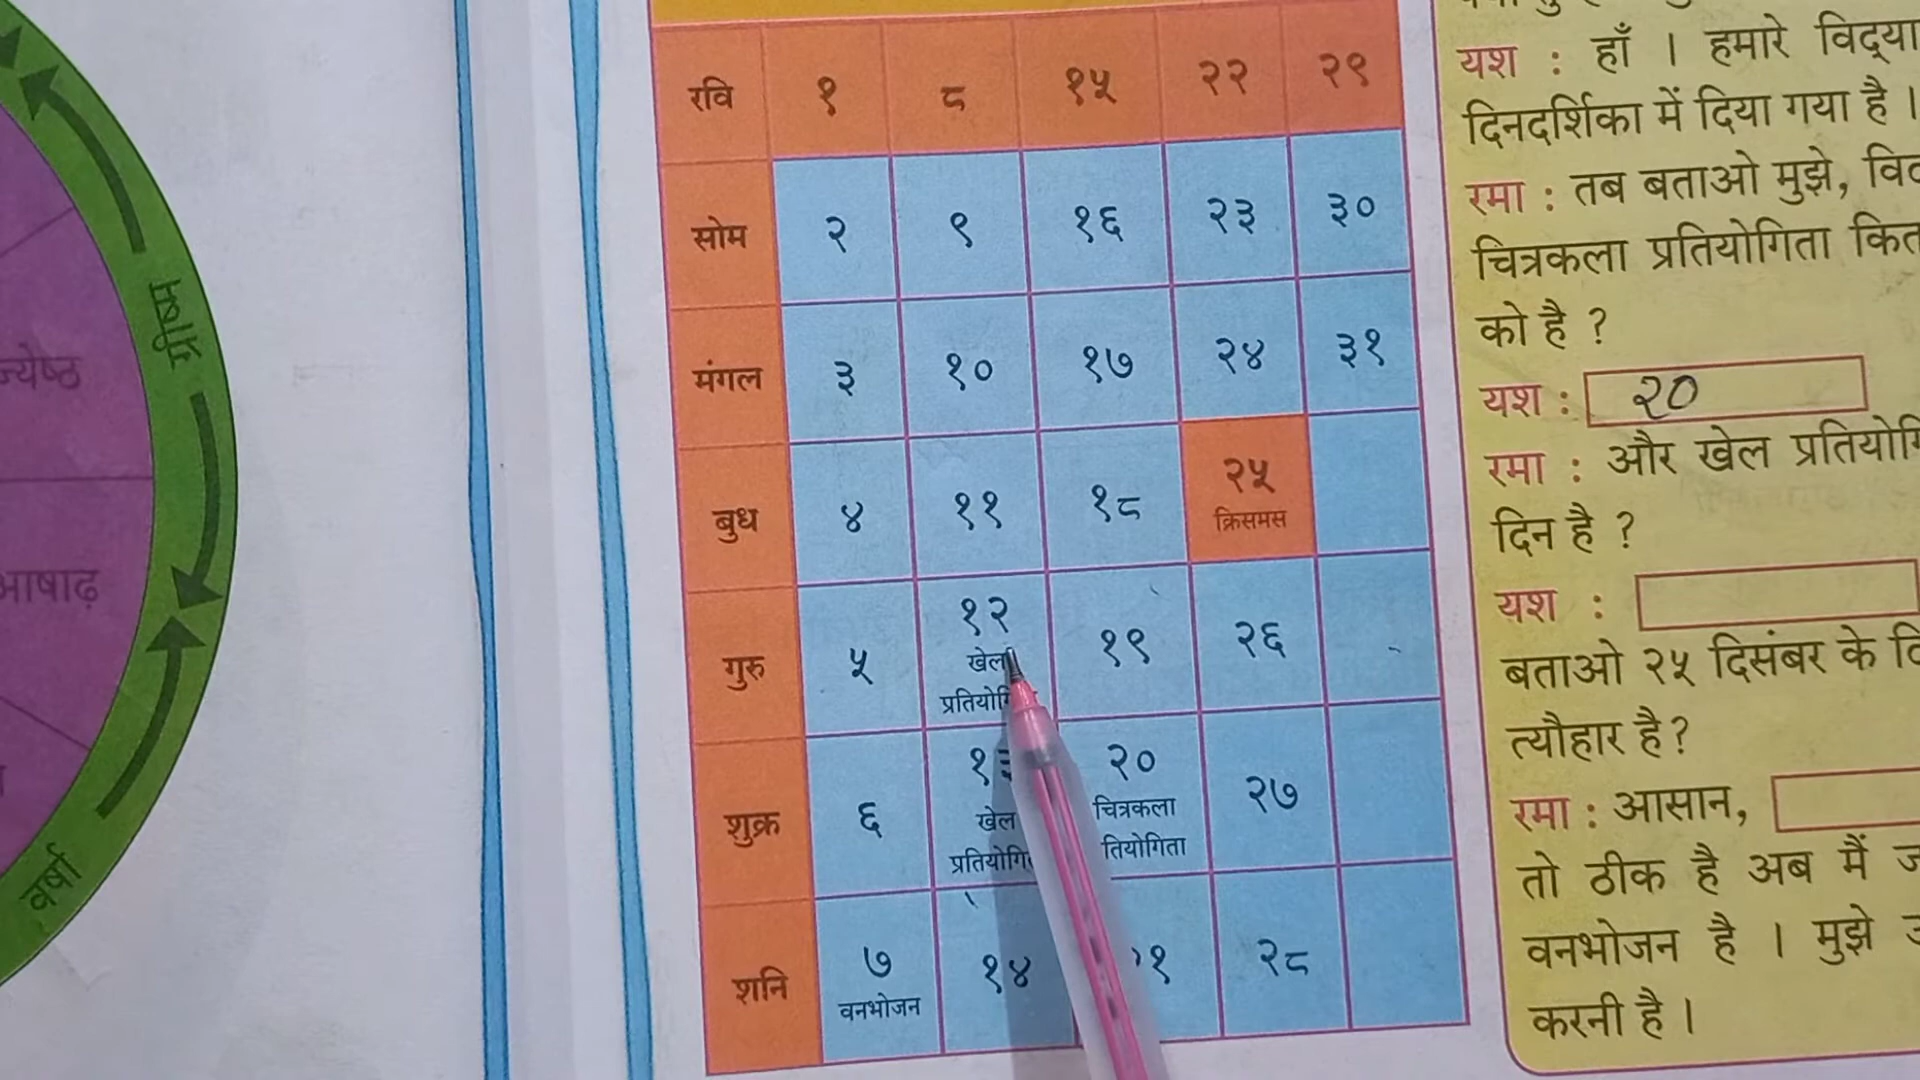 ग्रीष्म
ज्येष्ठ
वर्षा
रवि १ ८ १५ २२ २९
सोम २ ९ १६ २३ ३०
मंगल ३ १० १७ २४ ३१
बुध ४ ११ १८ २५ क्रिसमस
गुरु ५ १२ खेल १९ २६
शुक्र ६ खेल २० चित्रकला २७
शनि ७ वनभोजन १४ २८
यश : हाँ । हमारे
दिनदर्शिका में दिया गया है ।
रमा : तब बताओ मुझे,
चित्रकला प्रतियोगिता
को है ?
यश : २०
रमा : और खेल
दिन है ?
यश :
बताओ २५ दिसंबर के
त्यौहार है?
रमा : आसान,
तो ठीक है अब मैं
वनभोजन है । मुझे
करनी है ।